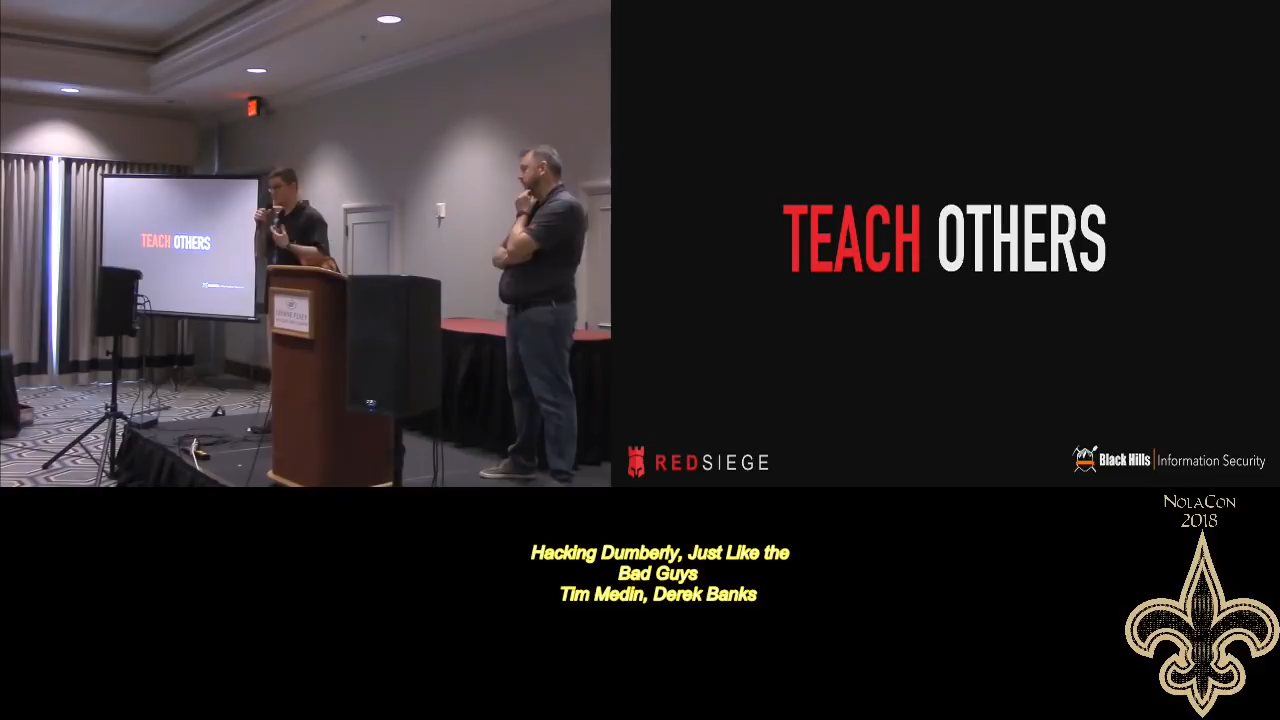 TEACH OTHERS
TEACH OTHERS
REDSIEGE
Black Hills Information Security
NOLACON
2018
Hacking Dumberly, Just Like the
Bad Guys
Tim Medin, Derek Banks